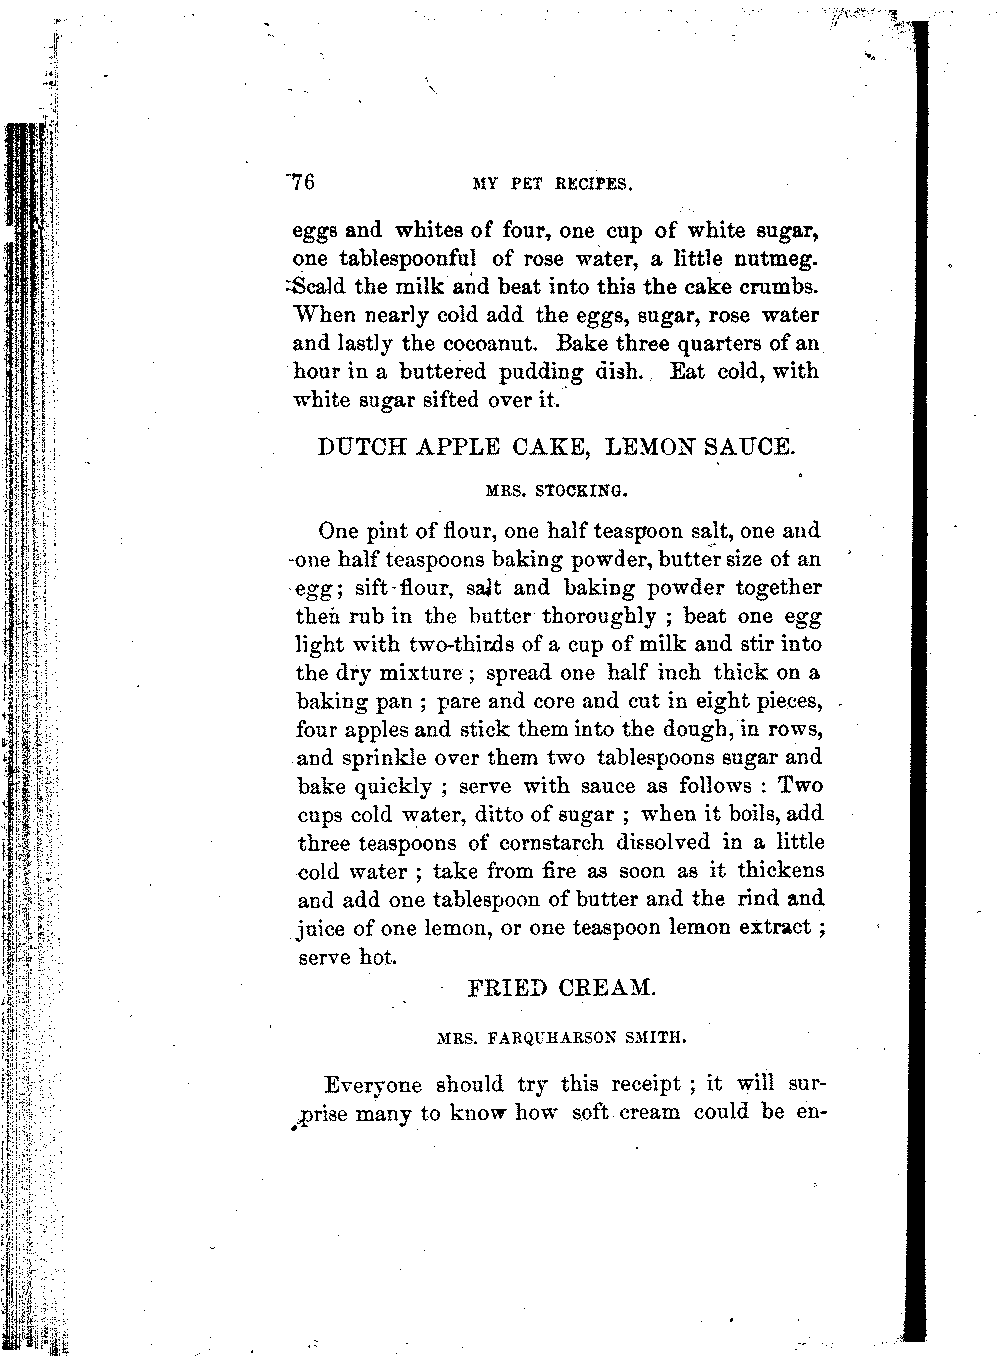 76 MY PET RECIPES.
eggs and whites of four, one cup of white sugar,
one tablespoonful of rose water, a little nutmeg.
Scald the milk and beat into this the cake crumbs.
When nearly cold add the eggs, sugar, rose water
and lastly the cocoanut. Bake three quarters of an
hour in a buttered pudding dish. Eat cold, with
white sugar sifted over it.
DUTCH APPLE CAKE, LEMON SAUCE.
MRS. STOCKING.
One pint of flour, one half teaspoon salt, one and
one half teaspoons baking powder, butter size of an
egg; sift flour, salt and baking powder together
then rub in the butter thoroughly ; beat one egg
light with two-thirds of a cup of milk and stir into
the dry mixture ; spread one half inch thick on a
baking pan ; pare and core and cut in eight pieces,
four apples and stick them into the dough, in rows,
and sprinkle over them two tablespoons sugar and
bake quickly ; serve with sauce as follows : Two
cups cold water, ditto of sugar ; when it boils, add
three teaspoons of cornstarch dissolved in a little
cold water ; take from fire as soon as it thickens
and add one tablespoon of butter and the rind and
juice of one lemon, or one teaspoon lemon extract ;
serve hot.
FRIED CREAM.
MRS. FARQUHARSON SMITH.
Everyone should try this receipt ; it will sur-
prise many to know how soft cream could be en-